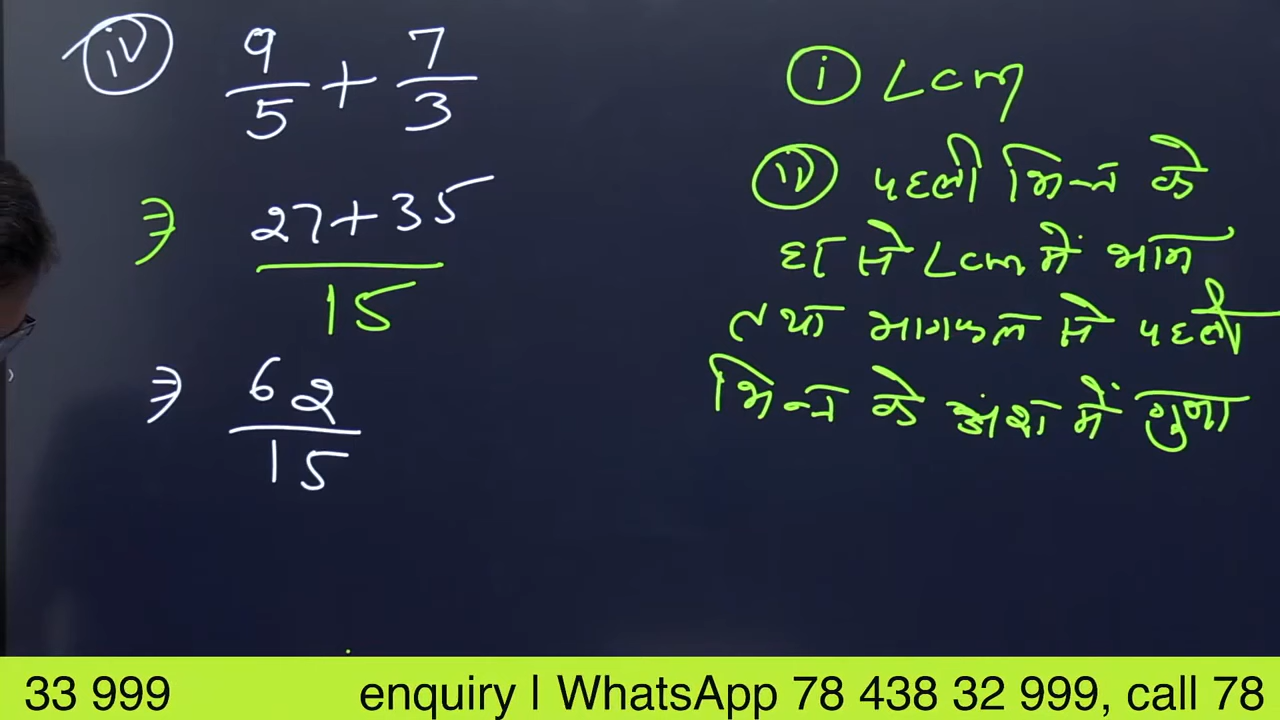 iv 9/5 + 7/3
⇒ 27+35/15
⇒ 62/15
i Lcm
iv पहली भिन्न के
हर से Lcm में भाग
तथा भागफल से पहली
भिन्न के अंश में गुणा
33 999 enquiry l WhatsApp 78 438 32 999, call 78